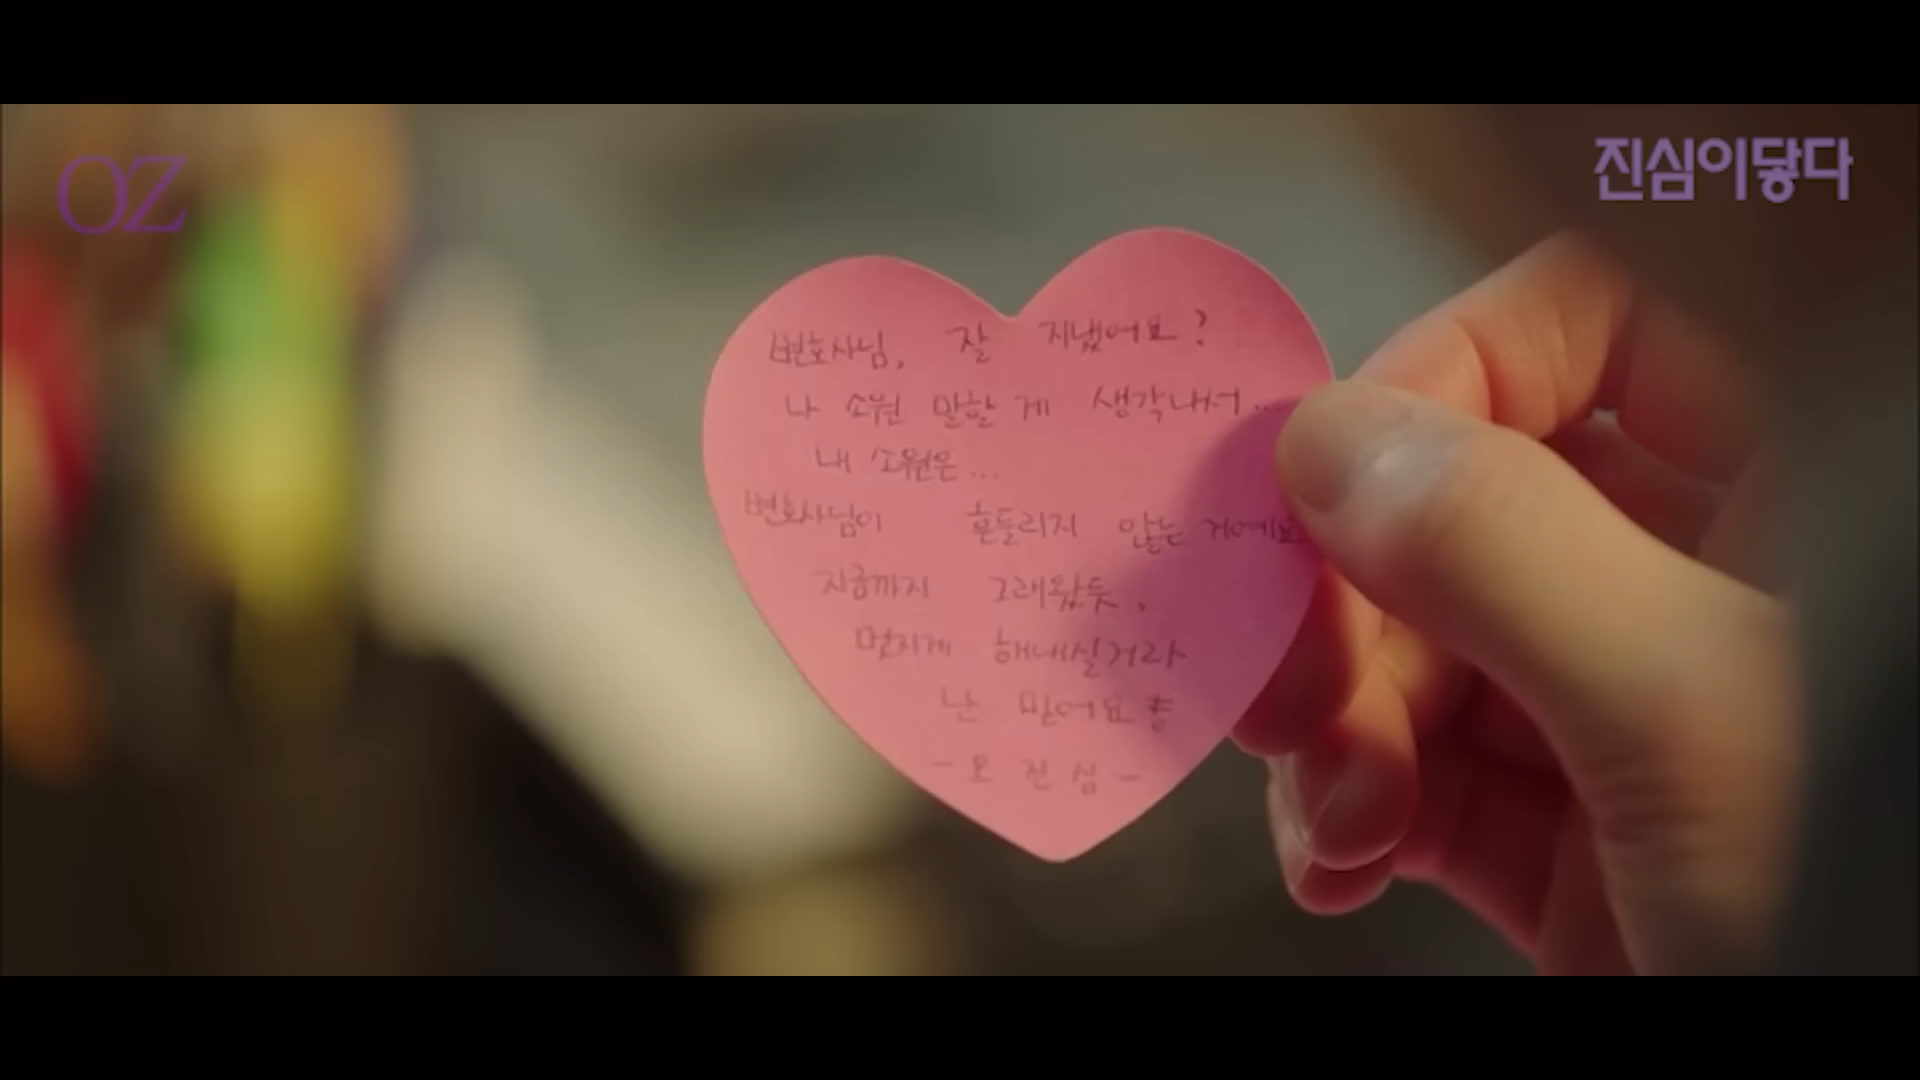 OZ
진심이닿다
변호사님, 잘 지냈어요?
나 소원 말할 게 생각나서...
내 소원은...
변호사님이 흔들리지 않는 거예요
지금까지 그래왔듯,
멋지게 해내실거라
난 믿어요
- 오 진 심 -